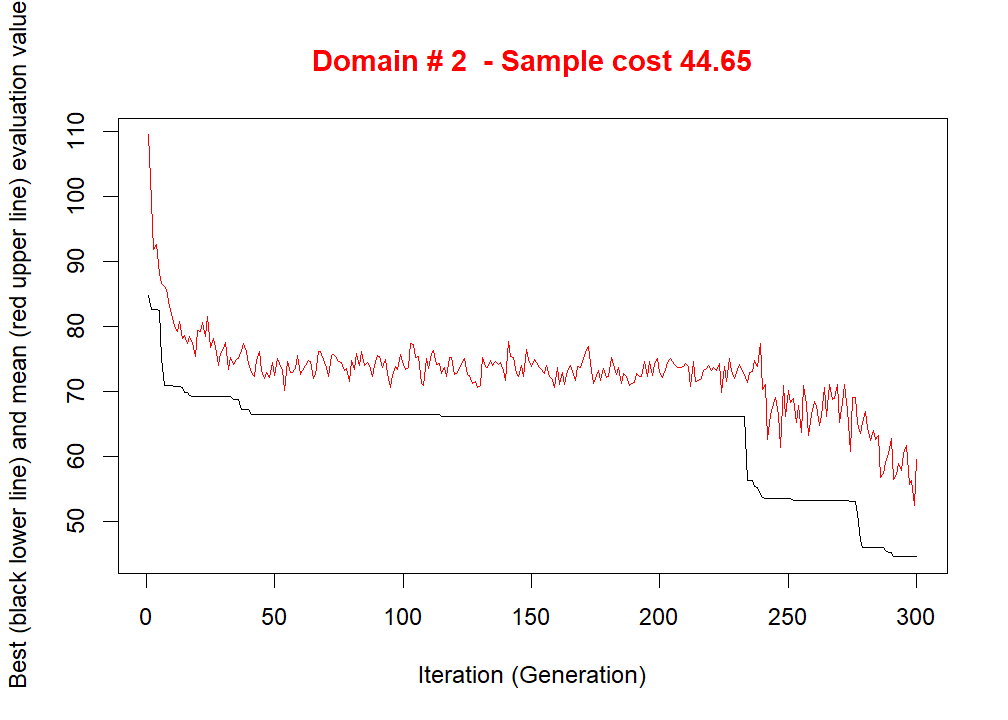 Domain # 2  - Sample cost 44.65
Best (black lower line) and mean (red upper line) evaluation value
110
100
90
80
70
60
50
0 50 100 150 200 250 300
Iteration (Generation)